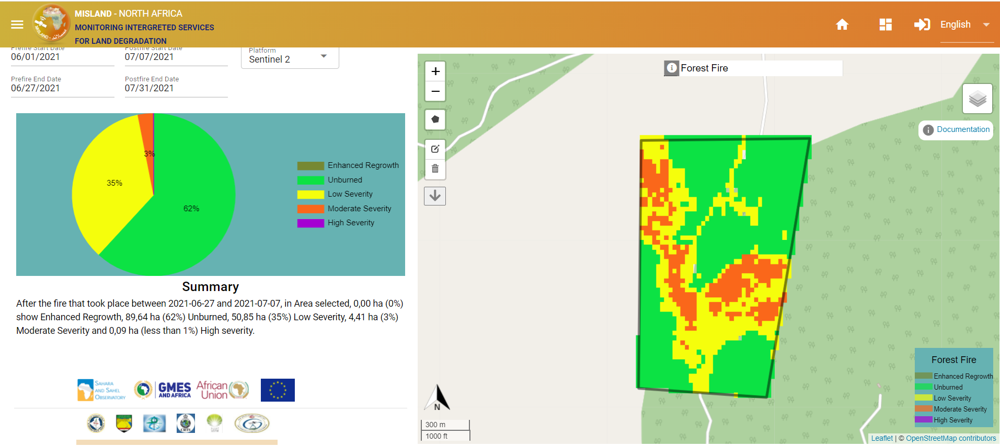 MISLAND - NORTH AFRICA
MONITORING INTERGRETED SERVICES
FOR LAND DEGRADATION
English
Prefire Start Date
06/01/2021
Postfire Start Date
07/07/2021
Platform
Sentinel 2
Prefire End Date
06/27/2021
Postfire End Date
07/31/2021
3%
35%
62%
Enhanced Regrowth
Unburned
Low Severity
Moderate Severity
High Severity
Summary
After the fire that took place between 2021-06-27 and 2021-07-07, in Area selected, 0,00 ha (0%)
show Enhanced Regrowth, 89,64 ha (62%) Unburned, 50,85 ha (35%) Low Severity, 4,41 ha (3%)
Moderate Severity and 0,09 ha (less than 1%) High severity.
SAHARA
AND SAHEL
OBSERVATORY
GMES
AND AFRICA
African
Union
CRTS
+
−
Forest Fire
Documentation
N
300 m
1000 ft
Forest Fire
Enhanced Regrowth
Unburned
Low Severity
Moderate Severity
High Severity
Leaflet | © OpenStreetMap contributors